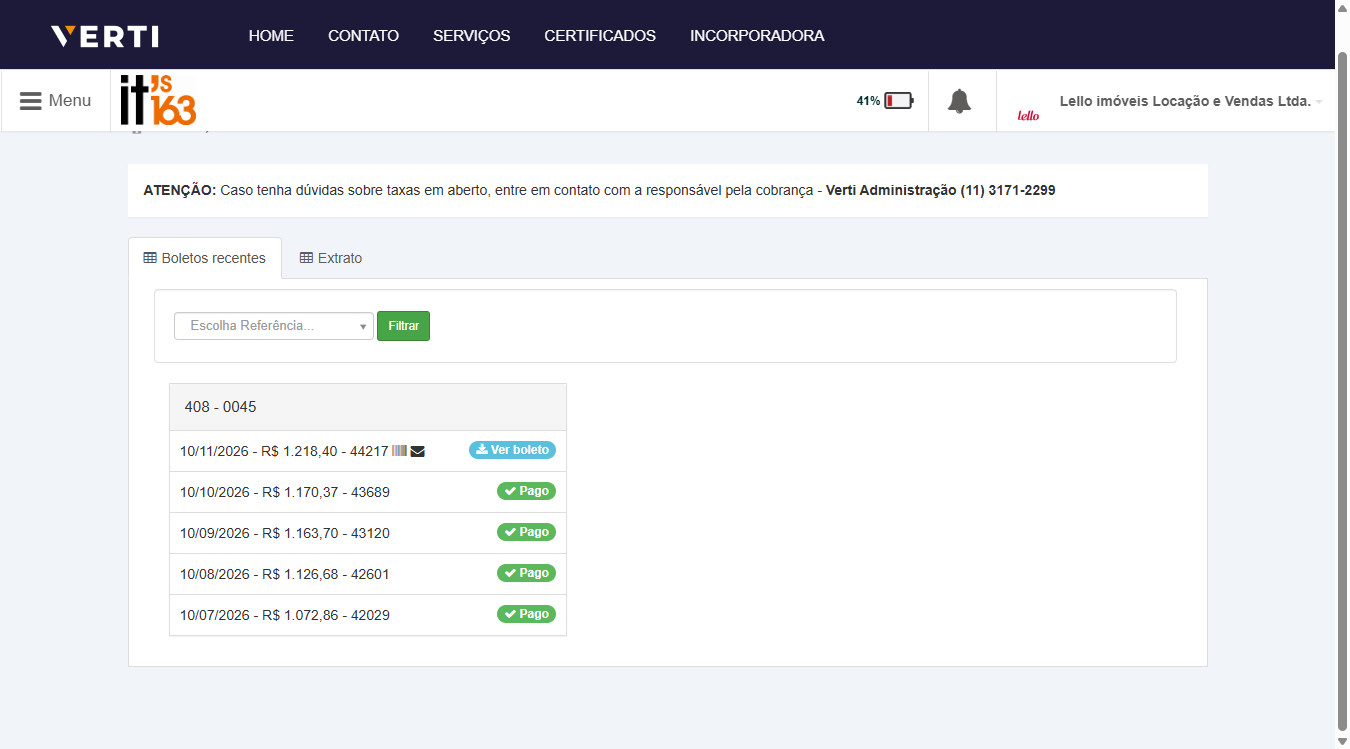 VERTI
HOME CONTATO SERVIÇOS CERTIFICADOS INCORPORADORA
Menu
it's 163
41%
lello
Lello imóveis Locação e Vendas Ltda.
ATENÇÃO: Caso tenha dúvidas sobre taxas em aberto, entre em contato com a responsável pela cobrança - Verti Administração (11) 3171-2299
Boletos recentes Extrato
Escolha Referência... Filtrar
408 - 0045
10/11/2026 - R$ 1.218,40 - 44217 Ver boleto
10/10/2026 - R$ 1.170,37 - 43689 Pago
10/09/2026 - R$ 1.163,70 - 43120 Pago
10/08/2026 - R$ 1.126,68 - 42601 Pago
10/07/2026 - R$ 1.072,86 - 42029 Pago